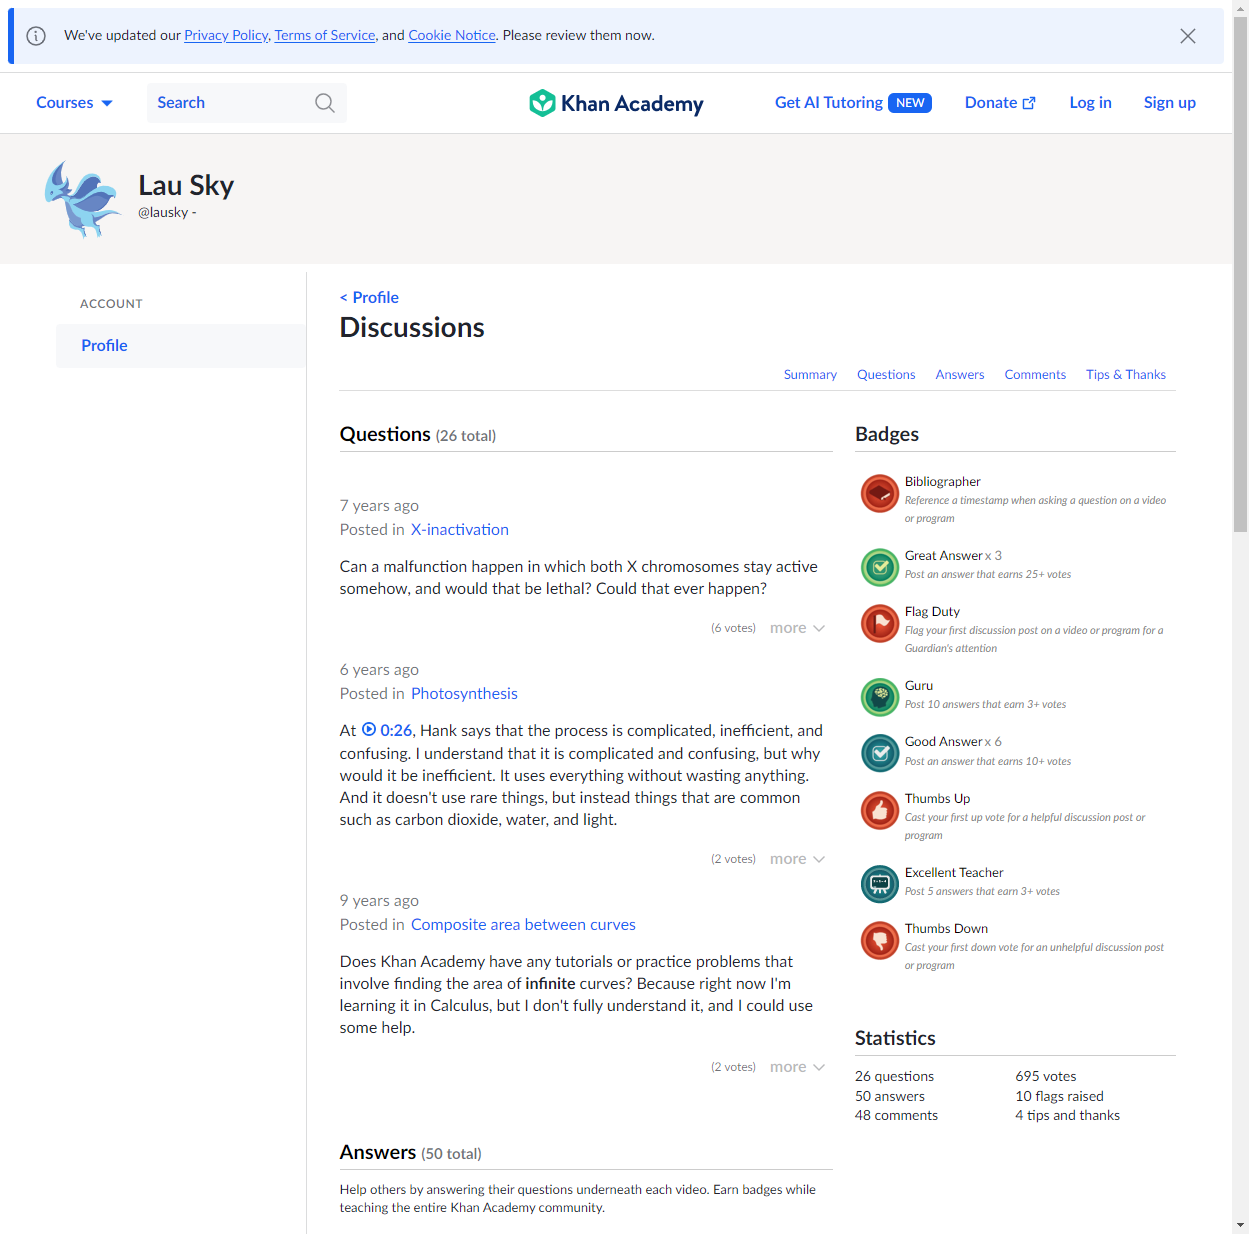 We've updated our Privacy Policy, Terms of Service, and Cookie Notice. Please review them now.
Courses
Search
Khan Academy
Get AI Tutoring NEW
Donate
Log in
Sign up
Lau Sky
@lausky -
ACCOUNT
Profile
< Profile
Discussions
Summary
Questions
Answers
Comments
Tips & Thanks
Questions (26 total)
7 years ago
Posted in X-inactivation
Can a malfunction happen in which both X chromosomes stay active
somehow, and would that be lethal? Could that ever happen?
(6 votes) more
6 years ago
Posted in Photosynthesis
At 0:26, Hank says that the process is complicated, inefficient, and
confusing. I understand that it is complicated and confusing, but why
would it be inefficient. It uses everything without wasting anything.
And it doesn't use rare things, but instead things that are common
such as carbon dioxide, water, and light.
(2 votes) more
9 years ago
Posted in Composite area between curves
Does Khan Academy have any tutorials or practice problems that
involve finding the area of infinite curves? Because right now I'm
learning it in Calculus, but I don't fully understand it, and I could use
some help.
(2 votes) more
Answers (50 total)
Help others by answering their questions underneath each video. Earn badges while
teaching the entire Khan Academy community.
Badges
Bibliographer
Reference a timestamp when asking a question on a video
or program
Great Answer x 3
Post an answer that earns 25+ votes
Flag Duty
Flag your first discussion post on a video or program for a
Guardian's attention
Guru
Post 10 answers that earn 3+ votes
Good Answer x 6
Post an answer that earns 10+ votes
Thumbs Up
Cast your first up vote for a helpful discussion post or
program
Excellent Teacher
Post 5 answers that earn 3+ votes
Thumbs Down
Cast your first down vote for an unhelpful discussion post
or program
Statistics
26 questions
50 answers
48 comments
695 votes
10 flags raised
4 tips and thanks